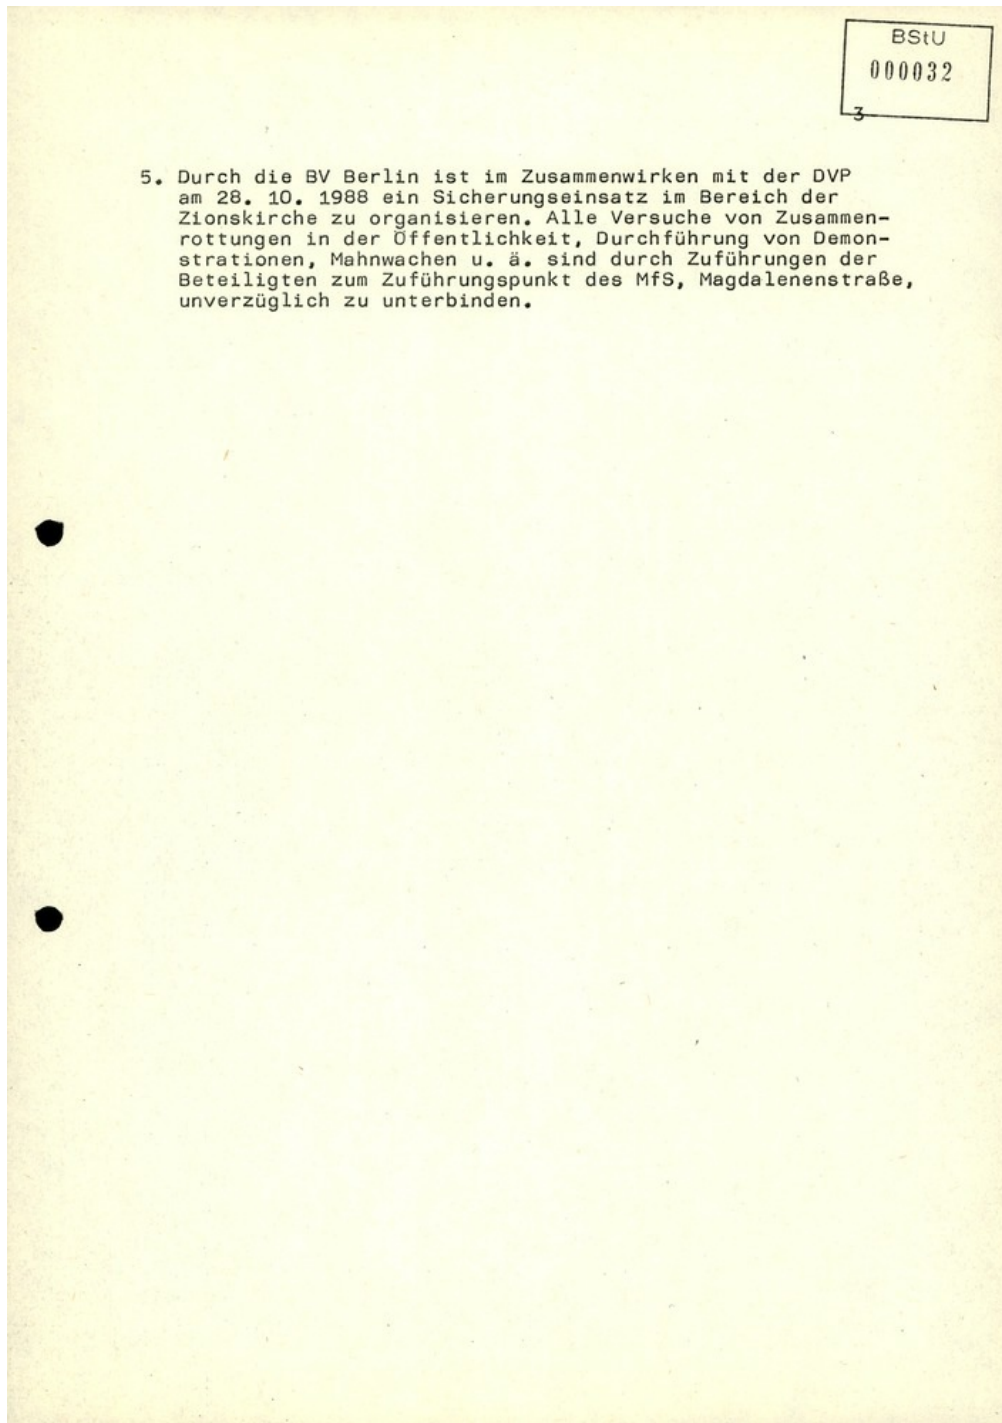 BStU
000032
3
5. Durch die BV Berlin ist im Zusammenwirken mit der DVP
am 28. 10. 1988 ein Sicherungseinsatz im Bereich der
Zionskirche zu organisieren. Alle Versuche von Zusammen-
rottungen in der Öffentlichkeit, Durchführung von Demon-
strationen, Mahnwachen u. ä. sind durch Zuführungen der
Beteiligten zum Zuführungspunkt des MfS, Magdalenenstraße,
unverzüglich zu unterbinden.